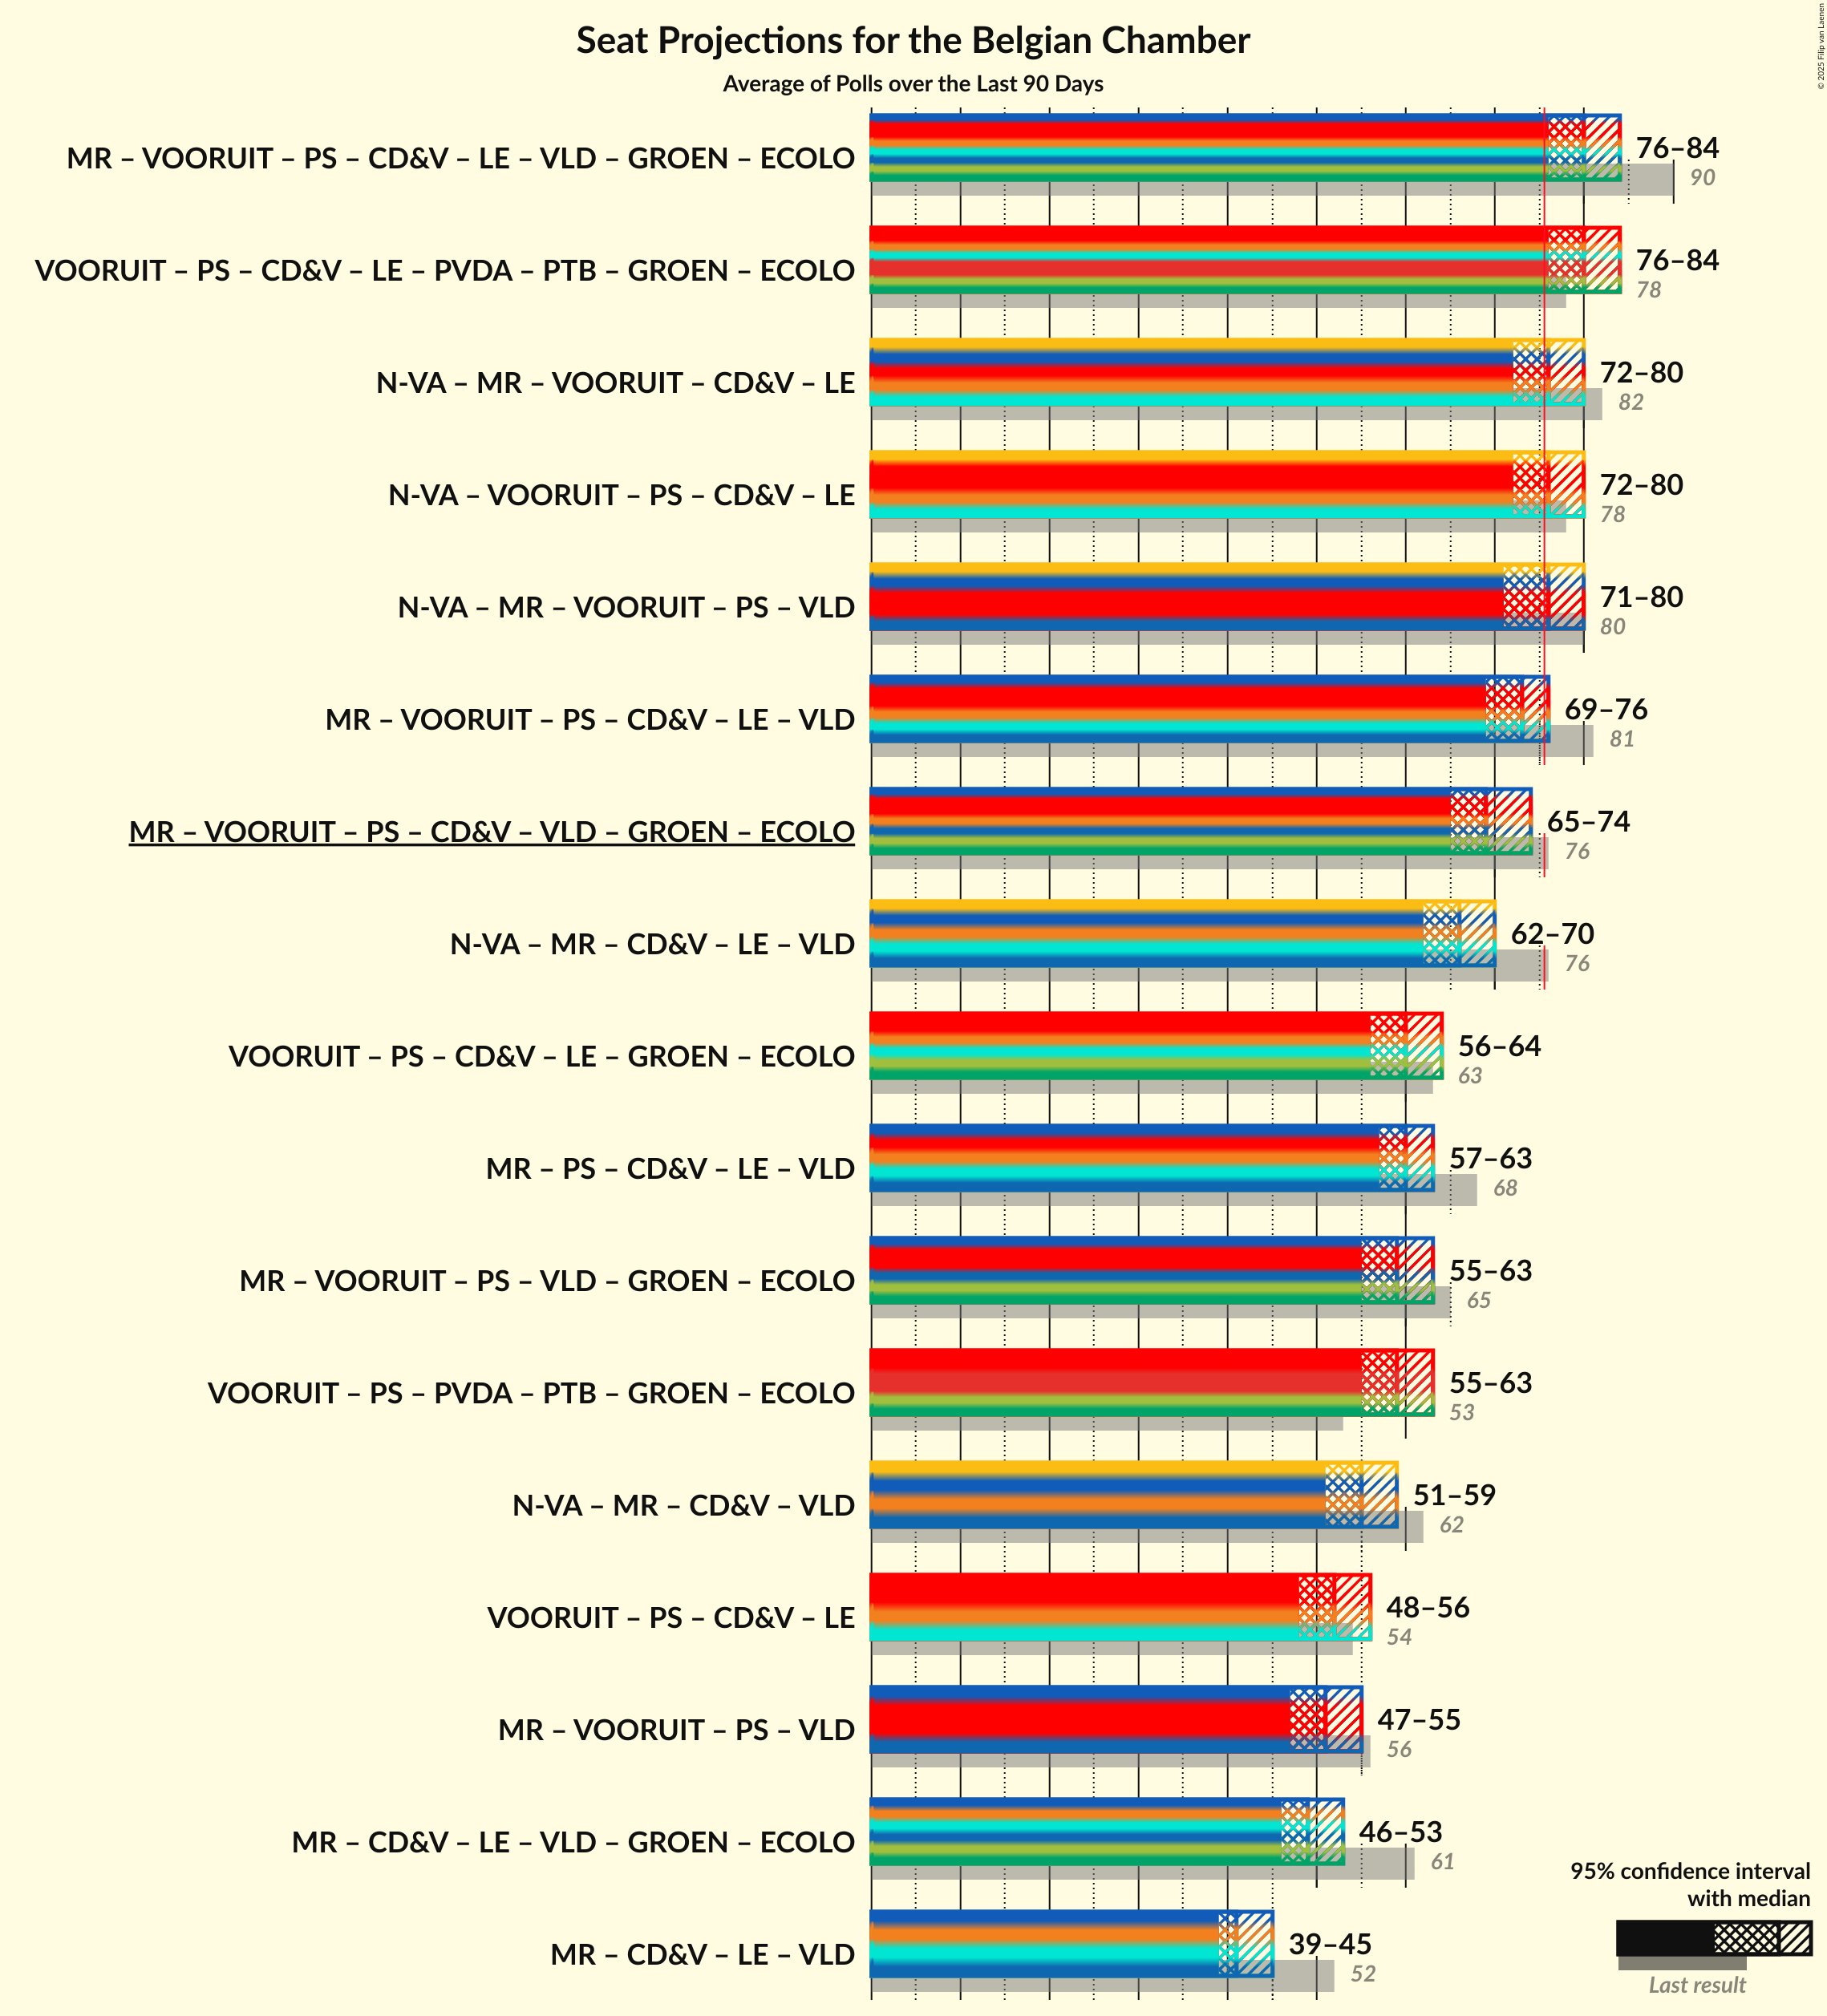 Seat Projections for the Belgian Chamber
Average of Polls over the Last 90 Days
© 2025 Filip van Laenen
MR – VOORUIT – PS – CD&V – LE – VLD – GROEN – ECOLO
76–84
90
VOORUIT – PS – CD&V – LE – PVDA – PTB – GROEN – ECOLO
76–84
78
N-VA – MR – VOORUIT – CD&V – LE
72–80
82
N-VA – VOORUIT – PS – CD&V – LE
72–80
78
N-VA – MR – VOORUIT – PS – VLD
71–80
80
MR – VOORUIT – PS – CD&V – LE – VLD
69–76
81
MR – VOORUIT – PS – CD&V – VLD – GROEN – ECOLO
65–74
76
N-VA – MR – CD&V – LE – VLD
62–70
76
VOORUIT – PS – CD&V – LE – GROEN – ECOLO
56–64
63
MR – PS – CD&V – LE – VLD
57–63
68
MR – VOORUIT – PS – VLD – GROEN – ECOLO
55–63
65
VOORUIT – PS – PVDA – PTB – GROEN – ECOLO
55–63
53
N-VA – MR – CD&V – VLD
51–59
62
VOORUIT – PS – CD&V – LE
48–56
54
MR – VOORUIT – PS – VLD
47–55
56
MR – CD&V – LE – VLD – GROEN – ECOLO
46–53
61
MR – CD&V – LE – VLD
39–45
52
95% confidence interval
with median
Last result